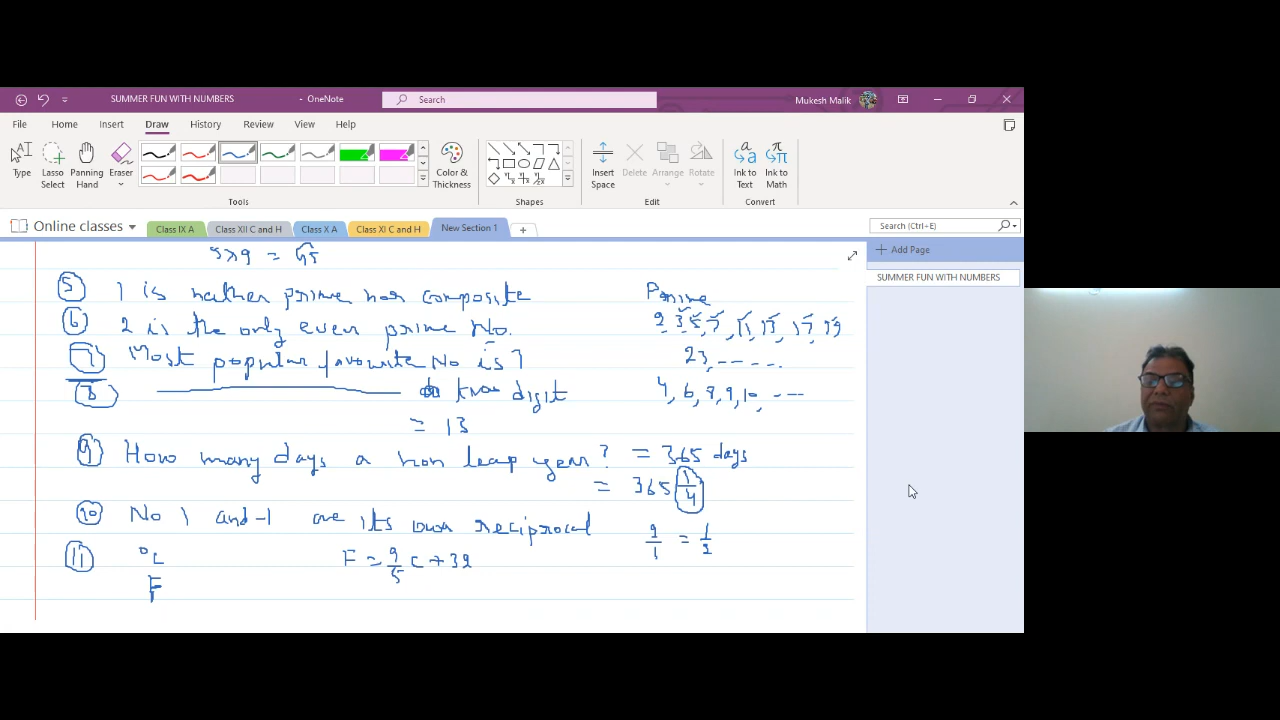 SUMMER FUN WITH NUMBERS - OneNote
Search
Mukesh Malik
File Home Insert Draw History Review View Help
Type
Lasso Select
Panning Hand
Eraser
Color & Thickness
Insert Space
Delete
Arrange
Rotate
Ink to Text
Ink to Math
Tools
Shapes
Edit
Convert
Online classes
Class IX A
Class XII C and H
Class X A
Class XI C and H
New Section 1
Search (Ctrl+E)
Add Page
SUMMER FUN WITH NUMBERS
5×9 = 45
5 1 is neither prime nor composite
6 2 is the only even prime No.
7 Most popular favourite No is 7
8 two digit
= 13
9 How many days a non leap year? = 365 days
= 365 1/4
10 No 1 and -1 are its own reciprocal
11 °C F = 9/5 C + 32
F
Prime
2, 3, 5, 7, 11, 13, 17, 19
23, -----
4, 6, 8, 9, 10, ---
2/1 = 1/2